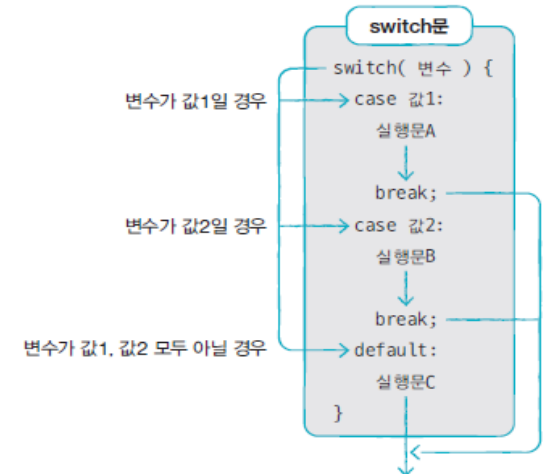 switch문
switch( 변수 ) {
변수가 값1일 경우
case 값1:
실행문A
break;
변수가 값2일 경우
case 값2:
실행문B
break;
변수가 값1, 값2 모두 아닐 경우
default:
실행문C
}